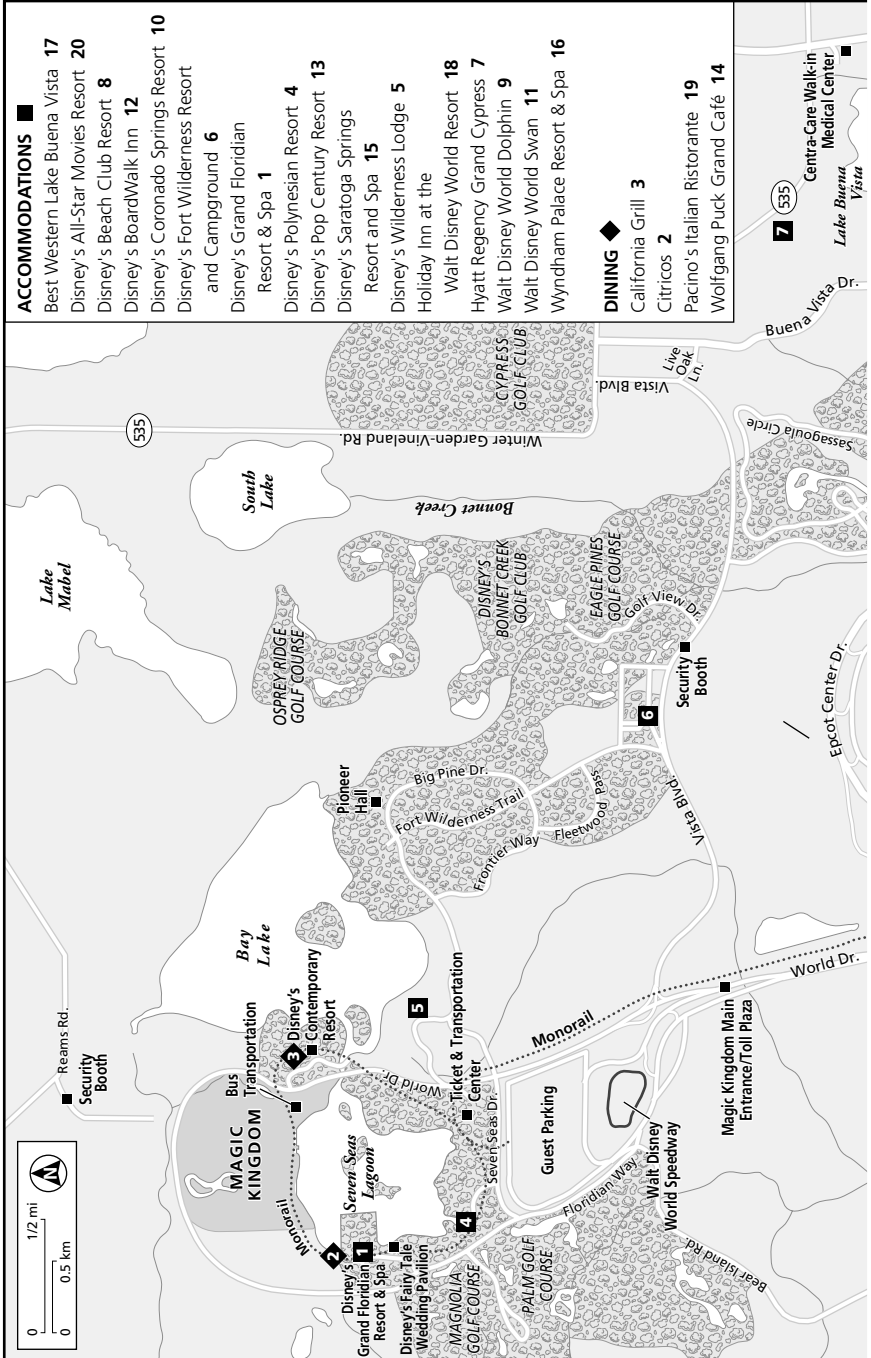 ACCOMMODATIONS ■
Best Western Lake Buena Vista 17
Disney's All-Star Movies Resort 20
Disney's Beach Club Resort 8
Disney's BoardWalk Inn 12
Disney's Coronado Springs Resort 10
Disney's Fort Wilderness Resort
and Campground 6
Disney's Grand Floridian
Resort & Spa 1
Disney's Polynesian Resort 4
Disney's Pop Century Resort 13
Disney's Saratoga Springs
Resort and Spa 15
Disney's Wilderness Lodge 5
Holiday Inn at the
Walt Disney World Resort 18
Hyatt Regency Grand Cypress 7
Walt Disney World Dolphin 9
Walt Disney World Swan 11
Wyndham Palace Resort & Spa 16
DINING ◆
California Grill 3
Citricos 2
Pacino's Italian Ristorante 19
Wolfgang Puck Grand Café 14
0 1/2 mi
0 0.5 km
N
Reams Rd.
Security
Booth
Lake
Mabel
South
Lake
535
Winter Garden-Vineland Rd.
CYPRESS
GOLF CLUB
Bonnet Creek
OSPREY RIDGE
GOLF COURSE
DISNEY'S
BONNET CREEK
GOLF CLUB
EAGLE PINES
GOLF COURSE
Golf View Dr.
Security
Booth
6
Vista Blvd.
Live
Oak
Ln.
Buena Vista Dr.
Sassagoula Circle
7
535
Centra-Care Walk-in
Medical Center
Lake Buena
Vista
Epcot Center Dr.
Bay
Lake
Pioneer
Hall
Big Pine Dr.
Fort Wilderness Trail
Frontier Way
Fleetwood Pass
Vista Blvd.
Bus
Transportation
MAGIC
KINGDOM
3
Disney's
Contemporary
Resort
Monorail
Seven Seas
Lagoon
World Dr.
5
Ticket & Transportation
Center
Seven Seas Dr.
Monorail
World Dr.
Guest Parking
Magic Kingdom Main
Entrance/Toll Plaza
Walt Disney
World Speedway
Floridian Way
Bear Island Rd.
2
1
Disney's
Grand Floridian
Resort & Spa
Disney's Fairy Tale
Wedding Pavilion
4
MAGNOLIA
GOLF COURSE
PALM GOLF
COURSE